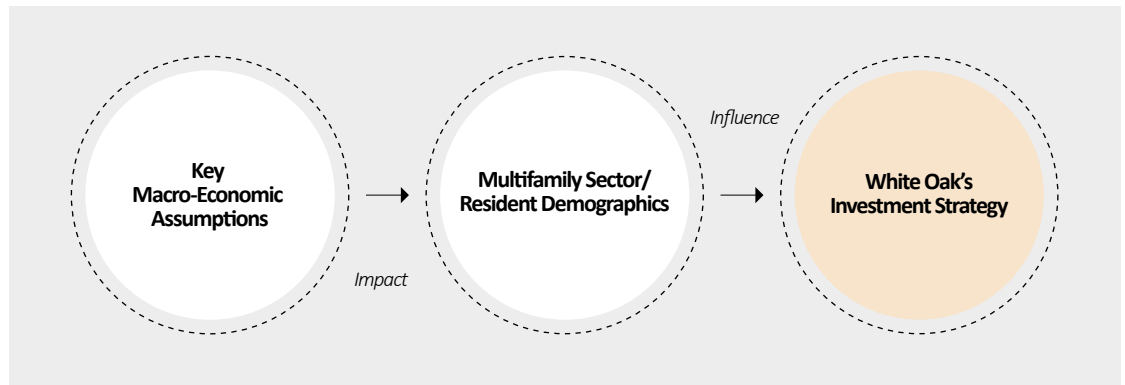 Key
Macro-Economic
Assumptions
Impact
Multifamily Sector/
Resident Demographics
Influence
White Oak's
Investment Strategy